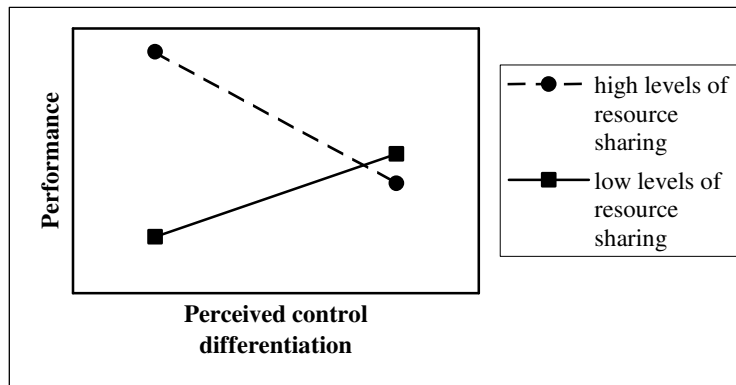 Performance
Perceived control
differentiation
high levels of
resource
sharing
low levels of
resource
sharing